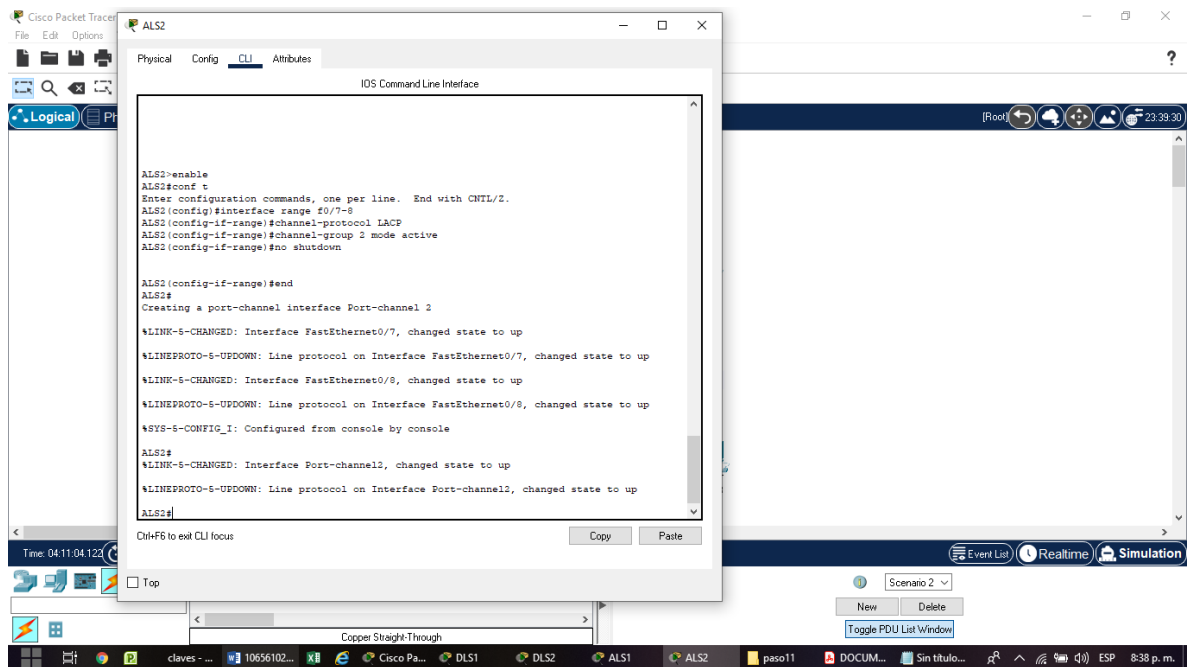 Cisco Packet Tracer
File Edit Options
ALS2
Physical Config CLI Attributes
IOS Command Line Interface
?
Logical
Ph
[Root]
23:39:30
ALS2>enable
ALS2#conf t
Enter configuration commands, one per line. End with CNTL/Z.
ALS2(config)#interface range f0/7-8
ALS2(config-if-range)#channel-protocol LACP
ALS2(config-if-range)#channel-group 2 mode active
ALS2(config-if-range)#no shutdown
ALS2(config-if-range)#end
ALS2#
Creating a port-channel interface Port-channel 2
%LINK-5-CHANGED: Interface FastEthernet0/7, changed state to up
%LINEPROTO-5-UPDOWN: Line protocol on Interface FastEthernet0/7, changed state to up
%LINK-5-CHANGED: Interface FastEthernet0/8, changed state to up
%LINEPROTO-5-UPDOWN: Line protocol on Interface FastEthernet0/8, changed state to up
%SYS-5-CONFIG_I: Configured from console by console
ALS2#
%LINK-5-CHANGED: Interface Port-channel2, changed state to up
%LINEPROTO-5-UPDOWN: Line protocol on Interface Port-channel2, changed state to up
ALS2#
Ctrl+F6 to exit CLI focus
Copy Paste
Time: 04:11:04.122
Event List Realtime Simulation
Top
Scenario 2
New Delete
Toggle PDU List Window
Copper Straight-Through
claves - ... 10656102... Cisco Pa... DLS1 DLS2 ALS1 ALS2 paso11 DOCUM... Sin título... ESP 8:38 p. m.